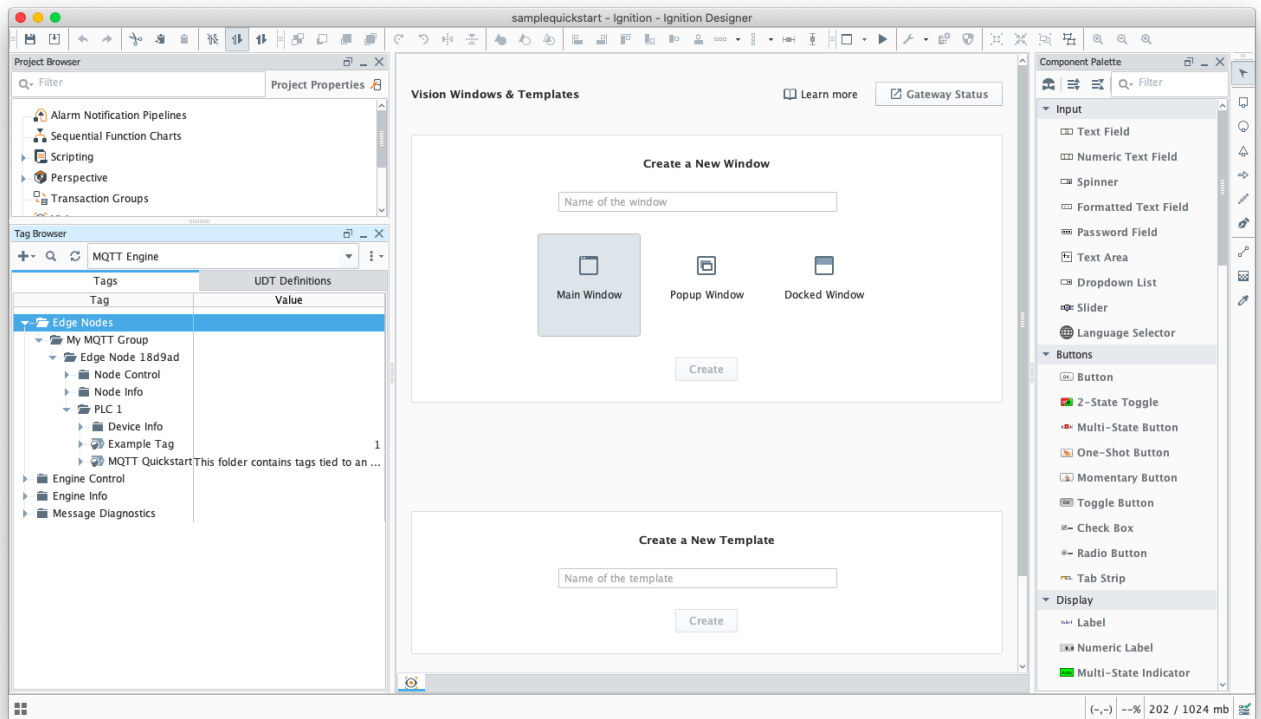 samplequickstart - Ignition - Ignition Designer
Project Browser
Filter
Project Properties
Alarm Notification Pipelines
Sequential Function Charts
Scripting
Perspective
Transaction Groups
Tag Browser
MQTT Engine
Tags
UDT Definitions
Tag
Value
Edge Nodes
My MQTT Group
Edge Node 18d9ad
Node Control
Node Info
PLC 1
Device Info
Example Tag 1
MQTT Quickstart This folder contains tags tied to an ...
Engine Control
Engine Info
Message Diagnostics
Vision Windows & Templates
Learn more
Gateway Status
Create a New Window
Name of the window
Main Window
Popup Window
Docked Window
Create
Create a New Template
Name of the template
Create
Component Palette
Filter
Input
Text Field
Numeric Text Field
Spinner
Formatted Text Field
Password Field
Text Area
Dropdown List
Slider
Language Selector
Buttons
Button
2-State Toggle
Multi-State Button
One-Shot Button
Momentary Button
Toggle Button
Check Box
Radio Button
Tab Strip
Display
Label
Numeric Label
Multi-State Indicator
(-,-) --% 202 / 1024 mb